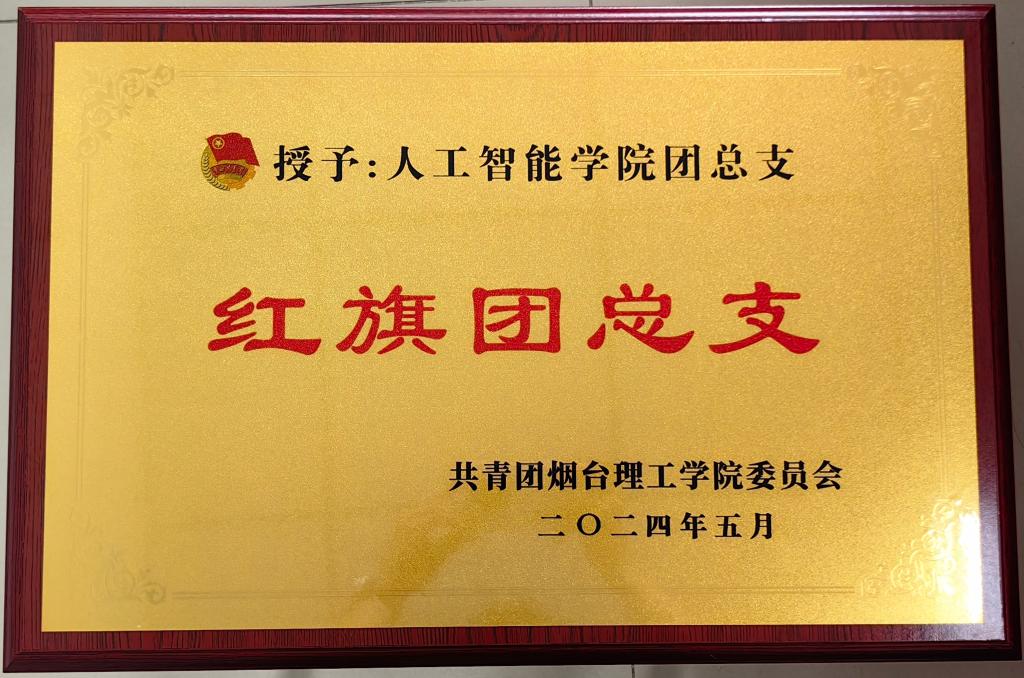 授予:人工智能学院团总支
红旗团总支
共青团烟台理工学院委员会
二〇二四年五月